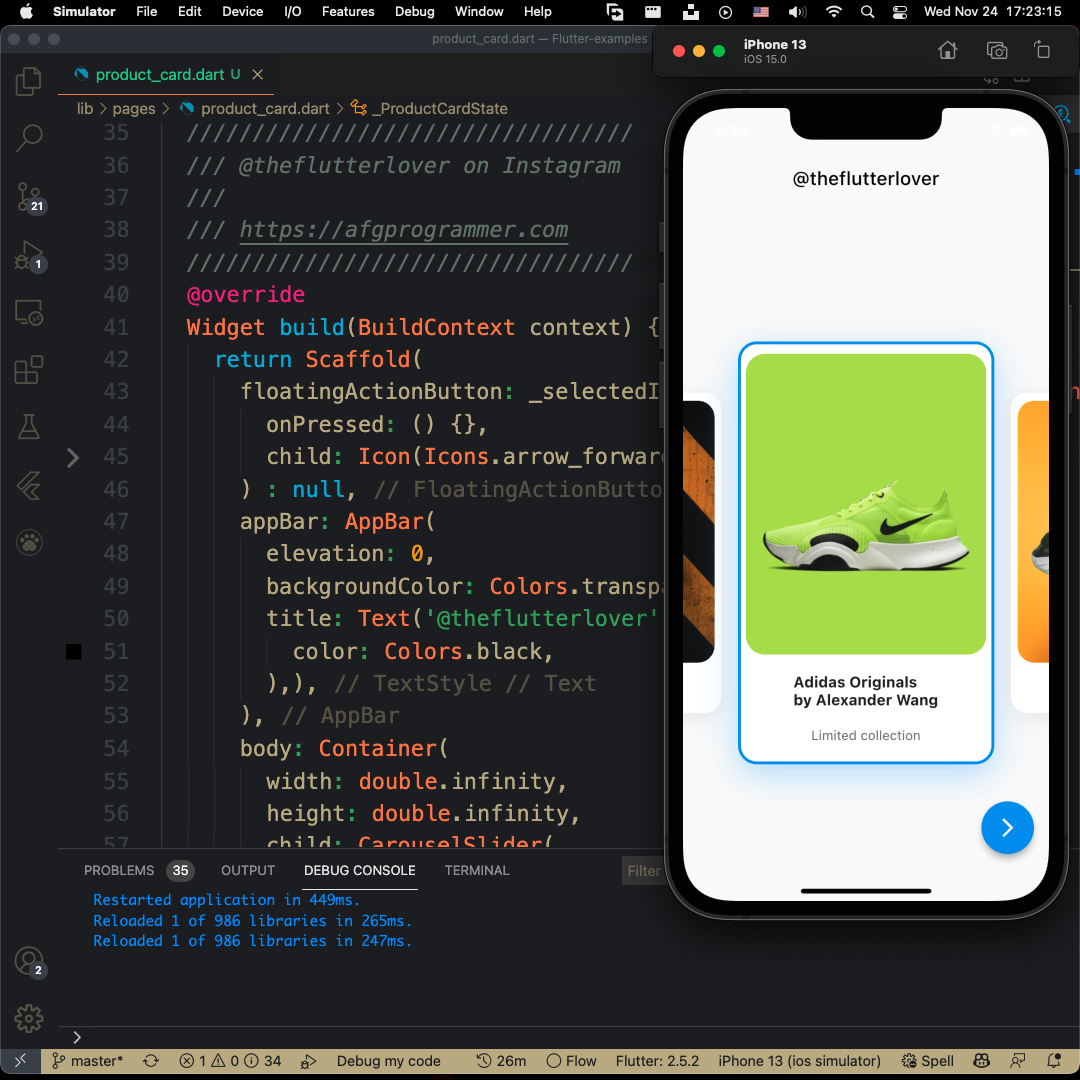 Simulator File Edit Device I/O Features Debug Window Help Wed Nov 24 17:23:15
product_card.dart — Flutter-examples
iPhone 13
iOS 15.0
product_card.dart U
lib > pages > product_card.dart > _ProductCardState
35 //////////////////////////////////
36 /// @theflutterlover on Instagram
37 ///
38 /// https://afgprogrammer.com
39 //////////////////////////////////
40 @override
41 Widget build(BuildContext context) {
42 return Scaffold(
43 floatingActionButton: _selectedI
44 onPressed: () {},
45 child: Icon(Icons.arrow_forwar
46 ) : null, // FloatingActionButto
47 appBar: AppBar(
48 elevation: 0,
49 backgroundColor: Colors.transp
50 title: Text('@theflutterlover'
51 color: Colors.black,
52 ),), // TextStyle // Text
53 ), // AppBar
54 body: Container(
55 width: double.infinity,
56 height: double.infinity,
57 child: CarouselSlider(
21
1
2
5:23
@theflutterlover
Adidas Originals
by Alexander Wang
Limited collection
PROBLEMS 35 OUTPUT DEBUG CONSOLE TERMINAL Filter
Restarted application in 449ms.
Reloaded 1 of 986 libraries in 265ms.
Reloaded 1 of 986 libraries in 247ms.
master* 1 0 34 Debug my code 26m Flow Flutter: 2.5.2 iPhone 13 (ios simulator) Spell